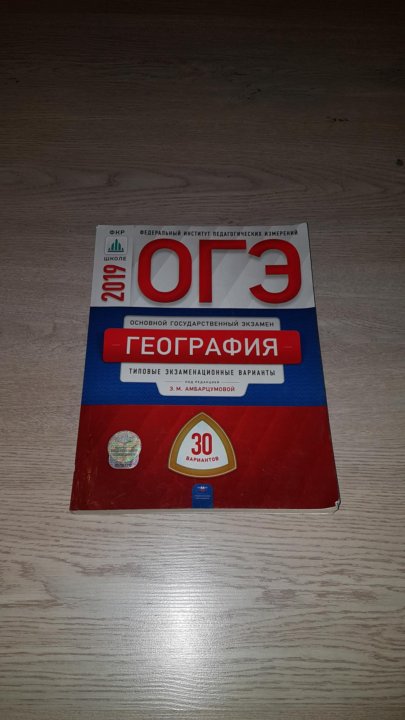 ФКР
ШКОЛЕ
2019
ФЕДЕРАЛЬНЫЙ ИНСТИТУТ ПЕДАГОГИЧЕСКИХ ИЗМЕРЕНИЙ
ОГЭ
ОСНОВНОЙ ГОСУДАРСТВЕННЫЙ ЭКЗАМЕН
ГЕОГРАФИЯ
ТИПОВЫЕ ЭКЗАМЕНАЦИОННЫЕ ВАРИАНТЫ
ПОД РЕДАКЦИЕЙ
Э. М. АМБАРЦУМОВОЙ
30
ВАРИАНТОВ